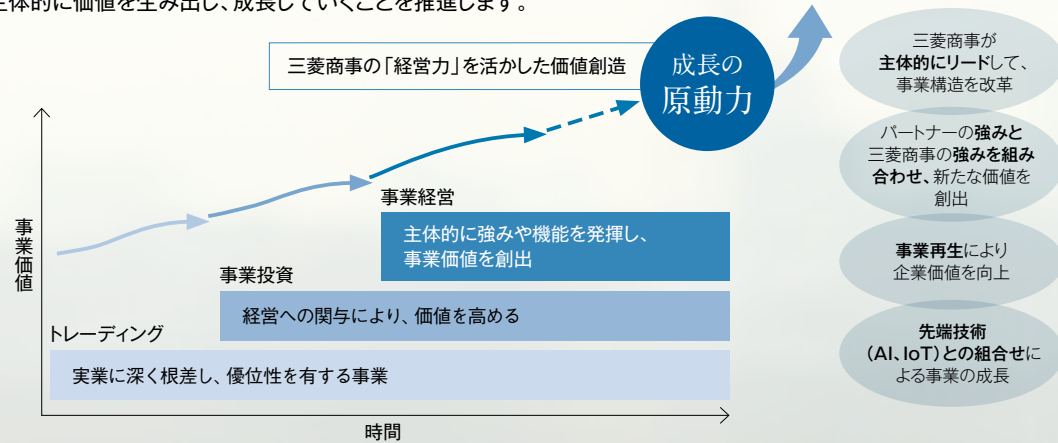 主体的に価値を生み出し、成長していくことを推進します。
三菱商事の「経営力」を活かした価値創造
成長の
原動力
事業価値
事業経営
主体的に強みや機能を発揮し、
事業価値を創出
事業投資
経営への関与により、価値を高める
トレーディング
実業に深く根差し、優位性を有する事業
時間
三菱商事が
主体的にリードして、
事業構造を改革
パートナーの強みと
三菱商事の強みを組み
合わせ、新たな価値を
創出
事業再生により
企業価値を向上
先端技術
（AI、IoT）との組合せに
よる事業の成長